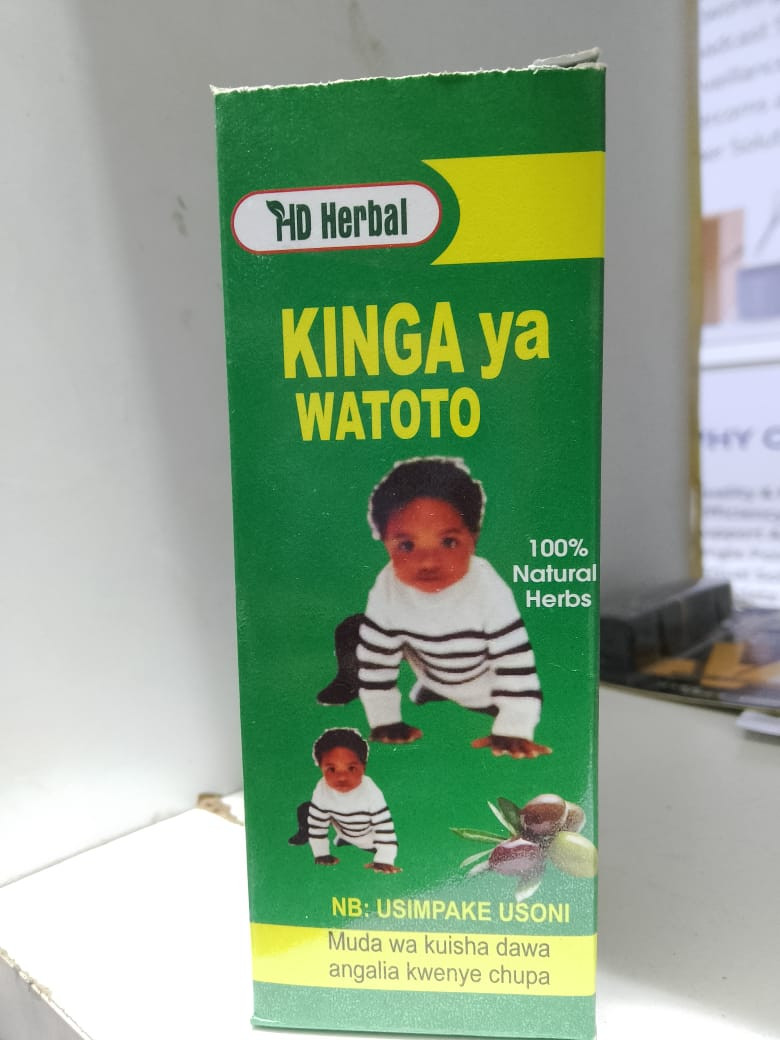 HD Herbal
KINGA ya
WATOTO
100%
Natural
Herbs
NB: USIMPAKE USONI
Muda wa kuisha dawa
angalia kwenye chupa